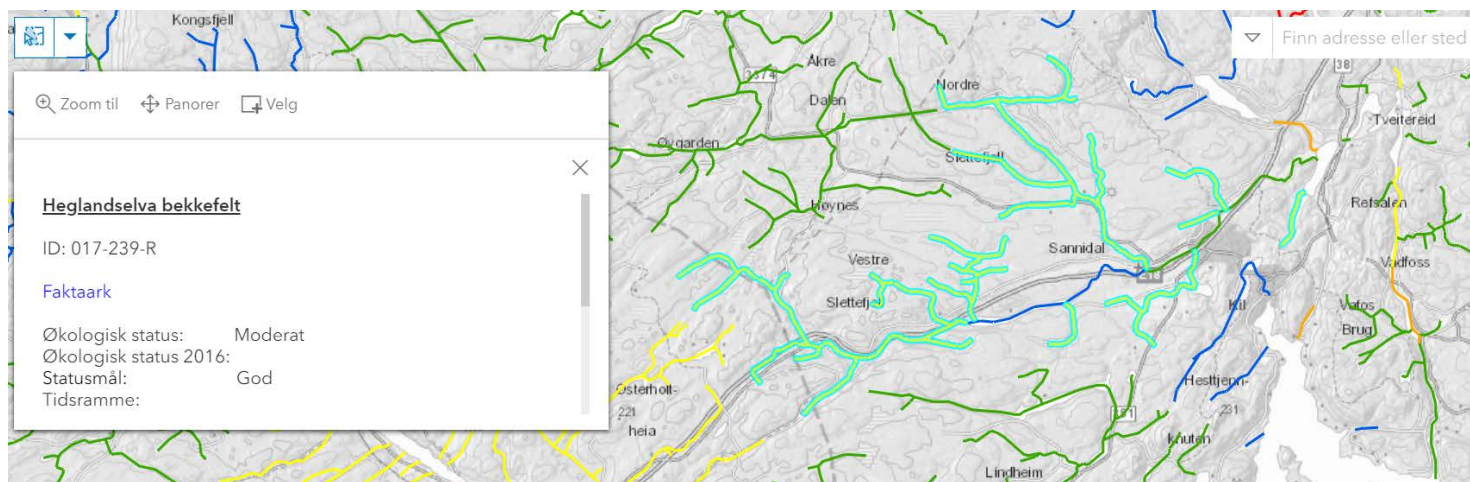 Kongsfjell
Finn adresse eller sted
38
Åkre
3374
Nordre
Dalen
Tveitereid
Zoom til
Panorer
Velg
Øygarden
Slettefjell
Heglandselva bekkefelt
Høynes
Refsalen
ID: 017-239-R
Sannidal
Vestre
Vadfoss
Faktaark
Kil
Vafos
Brug
Økologisk status: Moderat
Økologisk status 2016:
Statusmål: God
Tidsramme:
Hesttjenn-
Østerholt-
221
351
231
heia
knuten
Lindheim